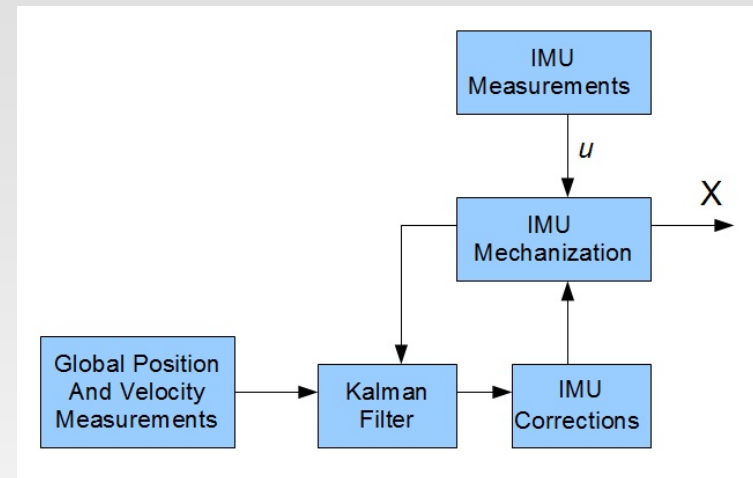 IMU
Measurements
u
X
IMU
Mechanization
Global Position
And Velocity
Measurements
Kalman
Filter
IMU
Corrections